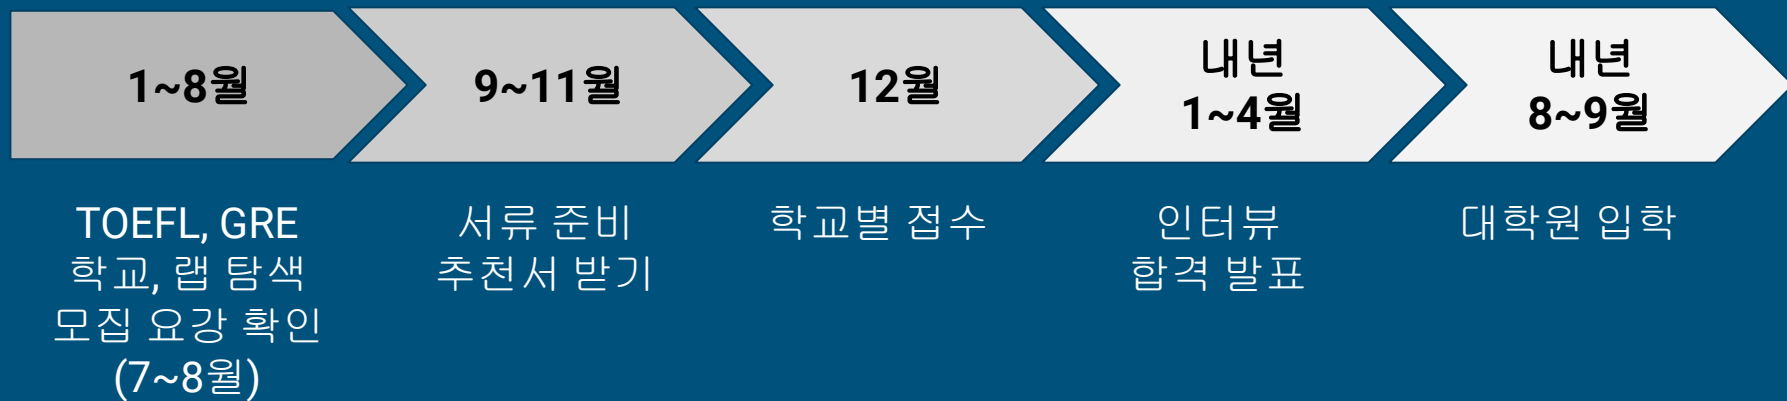 1~8월
9~11월
12월
내년
1~4월
내년
8~9월
TOEFL, GRE
학교, 랩 탐색
모집 요강 확인
(7~8월)
서류 준비
추천서 받기
학교별 접수
인터뷰
합격 발표
대학원 입학